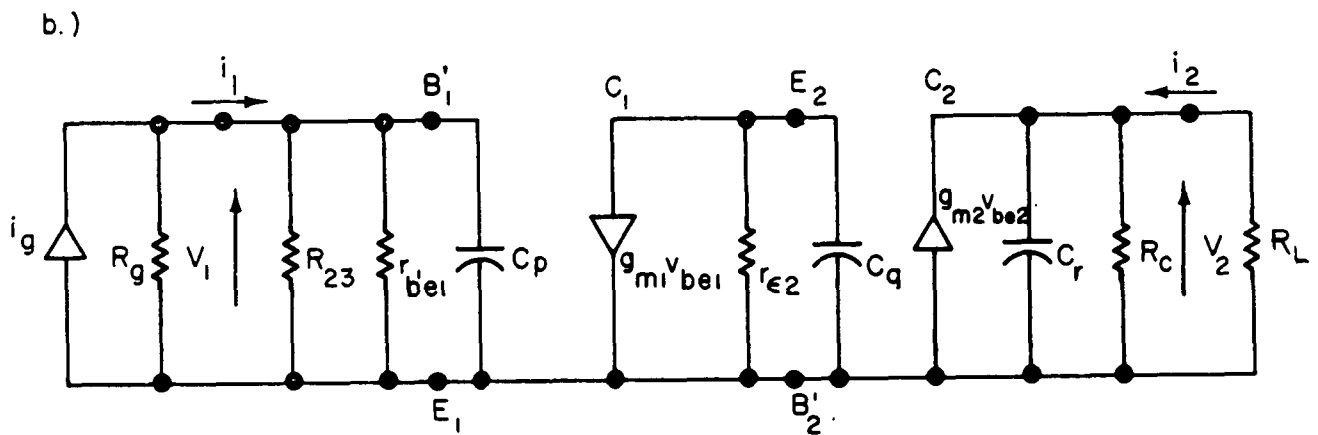 b.)
i1
B'1
C1
E2
C2
i2
ig
Rg
V1
R23
rb'e1
Cp
gm1vbe1
rϵ2
Cq
gm2vbe2
Cr
Rc
V2
RL
E1
B'2